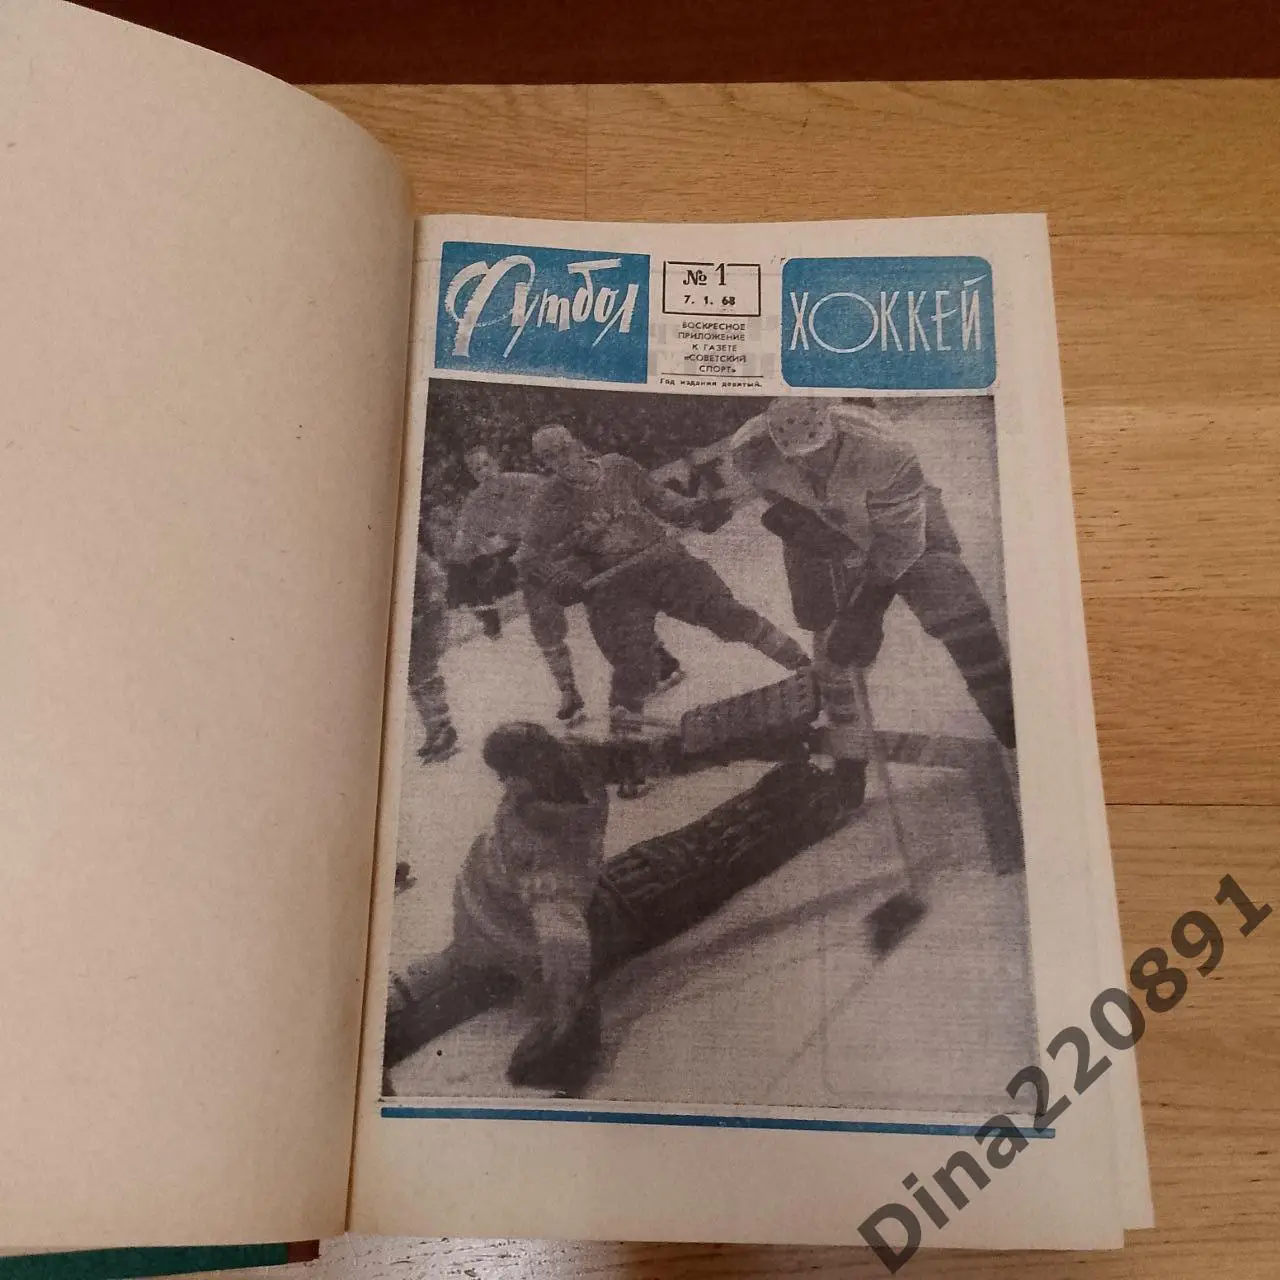 Футбол
№ 1
7. 1. 68
ВОСКРЕСНОЕ
ПРИЛОЖЕНИЕ
К ГАЗЕТЕ
«СОВЕТСКИЙ
СПОРТ»
Год издания девятый.
ХОККЕЙ
Dina220891